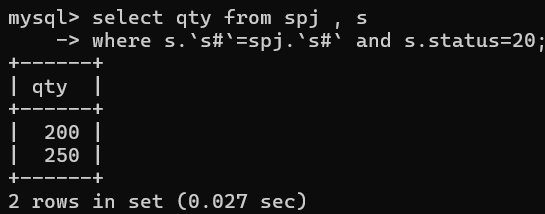 mysql> select qty from spj , s
    -> where s.`s#`=spj.`s#` and s.status=20;
+------+
| qty  |
+------+
|  200 |
|  250 |
+------+
2 rows in set (0.027 sec)